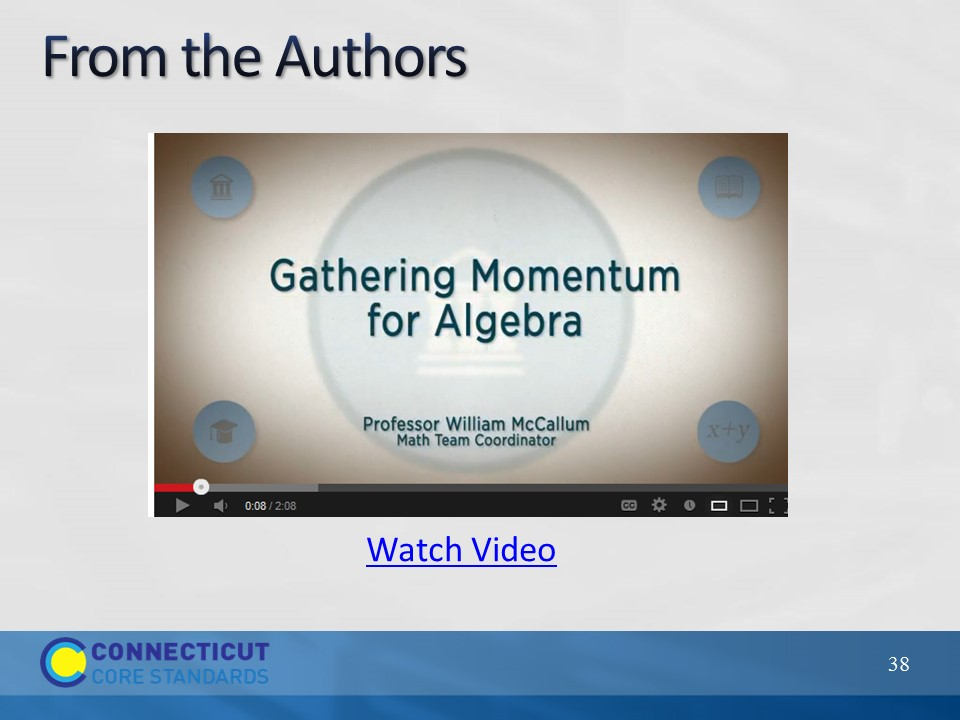 From the Authors
Gathering Momentum
for Algebra
Professor William McCallum
Math Team Coordinator
x+y
0:08 / 2:08
CC
Watch Video
CONNECTICUT
CORE STANDARDS
38